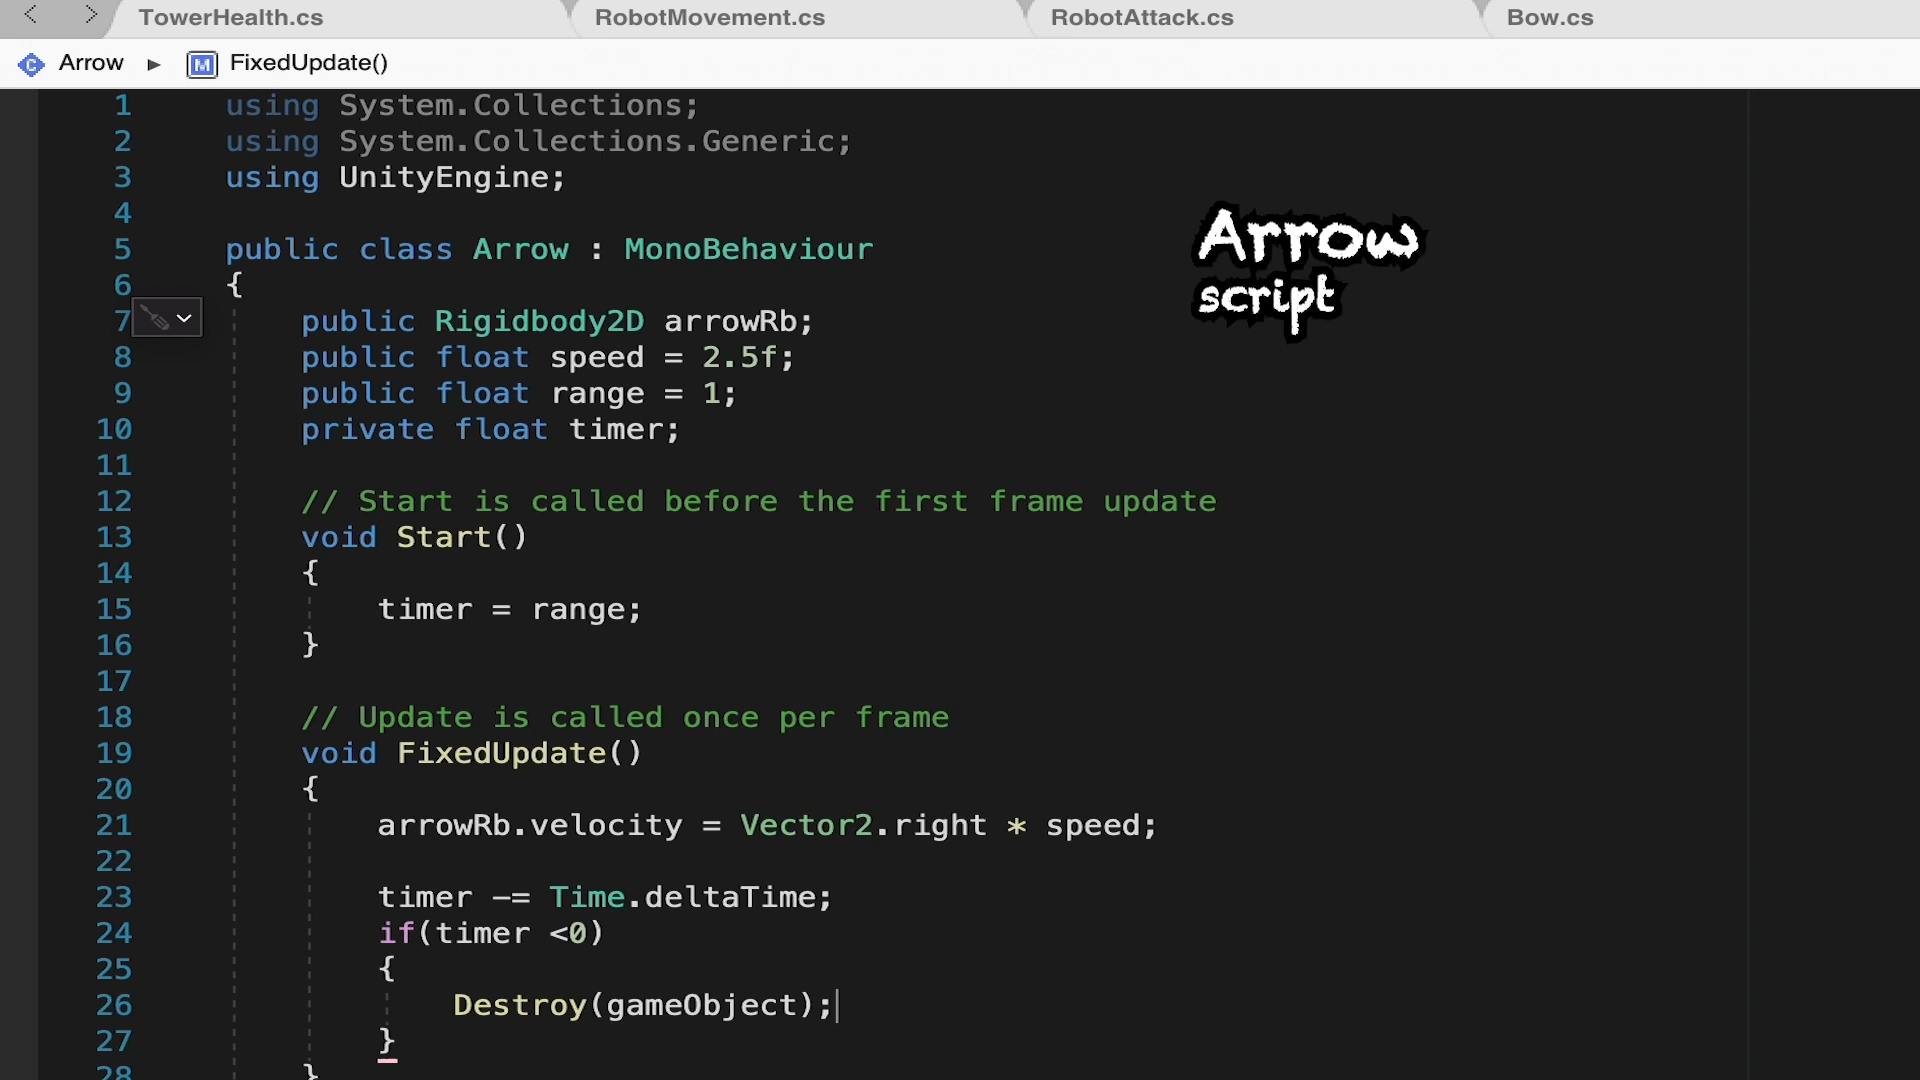 TowerHealth.cs RobotMovement.cs RobotAttack.cs Bow.cs
Arrow ▸ M FixedUpdate()
1 using System.Collections;
2 using System.Collections.Generic;
3 using UnityEngine;
4
5 public class Arrow : MonoBehaviour
6 {
7 public Rigidbody2D arrowRb;
8 public float speed = 2.5f;
9 public float range = 1;
10 private float timer;
11
12 // Start is called before the first frame update
13 void Start()
14 {
15 timer = range;
16 }
17
18 // Update is called once per frame
19 void FixedUpdate()
20 {
21 arrowRb.velocity = Vector2.right * speed;
22
23 timer -= Time.deltaTime;
24 if(timer <0)
25 {
26 Destroy(gameObject);
27 }
28 }
Arrow
script